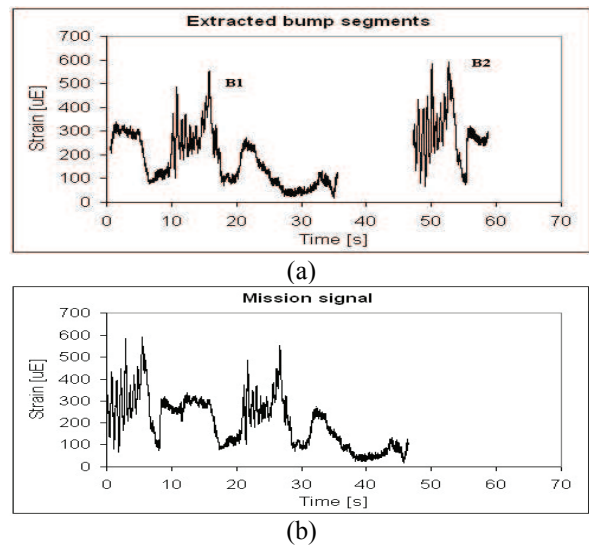 Extracted bump segments
700
600
500
400
300
200
100
0
Strain [uE]
B1
B2
0 10 20 30 40 50 60 70
Time [s]
(a)
Mission signal
700
600
500
400
300
200
100
0
Strain [uE]
0 10 20 30 40 50 60 70
Time [s]
(b)